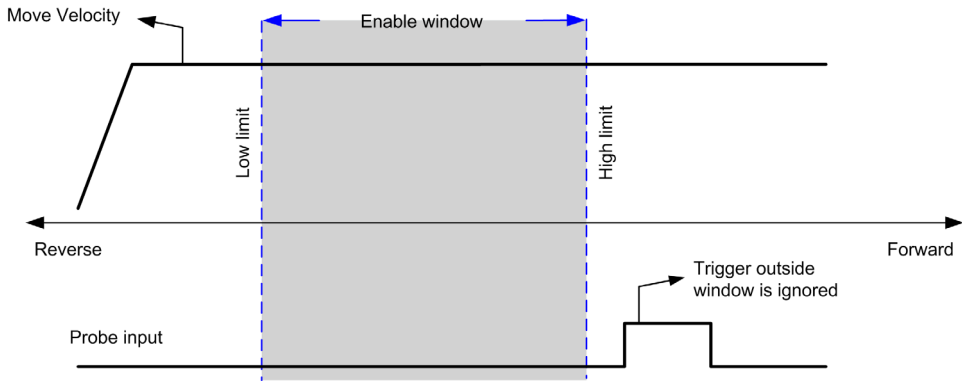 Move Velocity
Enable window
Low limit
High limit
Reverse
Forward
Trigger outside
window is ignored
Probe input